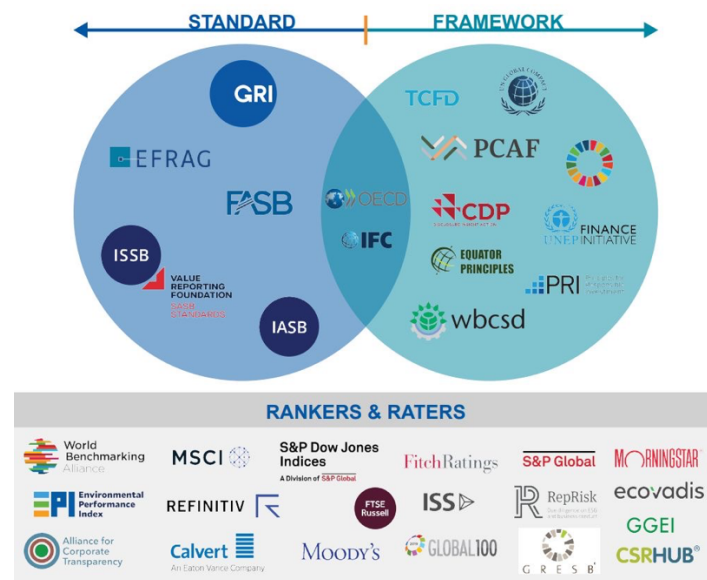 STANDARD
FRAMEWORK
GRI
TCFD
UN GLOBAL COMPACT
EFRAG
PCAF
FASB
OECD
CDP
IFC
UNEP
FINANCE
INITIATIVE
ISSB
EQUATOR
PRINCIPLES
VALUE
REPORTING
FOUNDATION
SASB
STANDARDS
PRI
IASB
wbcsd
RANKERS & RATERS
World
Benchmarking
Alliance
MSCI
S&P Dow Jones
Indices
A Division of S&P Global
FitchRatings
S&P Global
MORNINGSTAR
EPI
Environmental
Performance
Index
REFINITIV
FTSE
Russell
ISS
RepRisk
ecovadis
GGEI
Alliance for
Corporate
Transparency
Calvert
An Eaton Vance Company
MOODY'S
GLOBAL100
GRESB
CSRHUB®